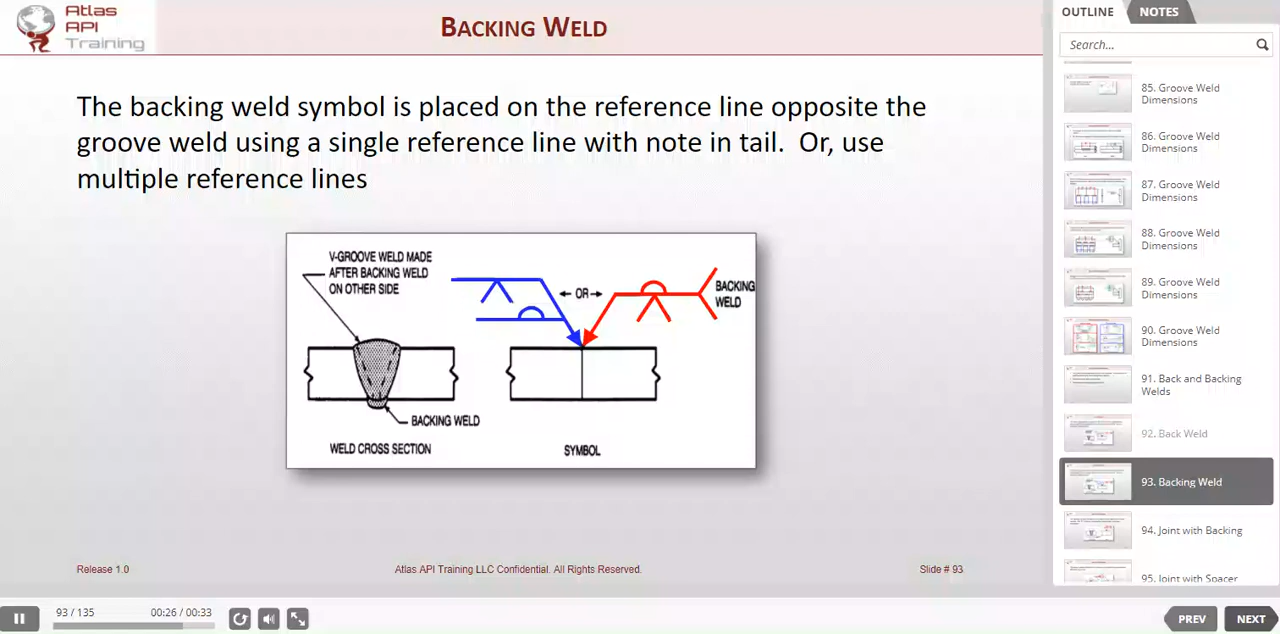 Atlas
API
Training
BACKING WELD
The backing weld symbol is placed on the reference line opposite the
groove weld using a single reference line with note in tail. Or, use
multiple reference lines
V-GROOVE WELD MADE
AFTER BACKING WELD
ON OTHER SIDE
OR
BACKING
WELD
BACKING WELD
WELD CROSS SECTION
SYMBOL
Release 1.0
Atlas API Training LLC Confidential. All Rights Reserved.
Slide # 93
OUTLINE
NOTES
Search...
85. Groove Weld
Dimensions
86. Groove Weld
Dimensions
87. Groove Weld
Dimensions
88. Groove Weld
Dimensions
89. Groove Weld
Dimensions
90. Groove Weld
Dimensions
91. Back and Backing
Welds
92. Back Weld
93. Backing Weld
94. Joint with Backing
95. Joint with Spacer
93 / 135
00:26 / 00:33
PREV
NEXT